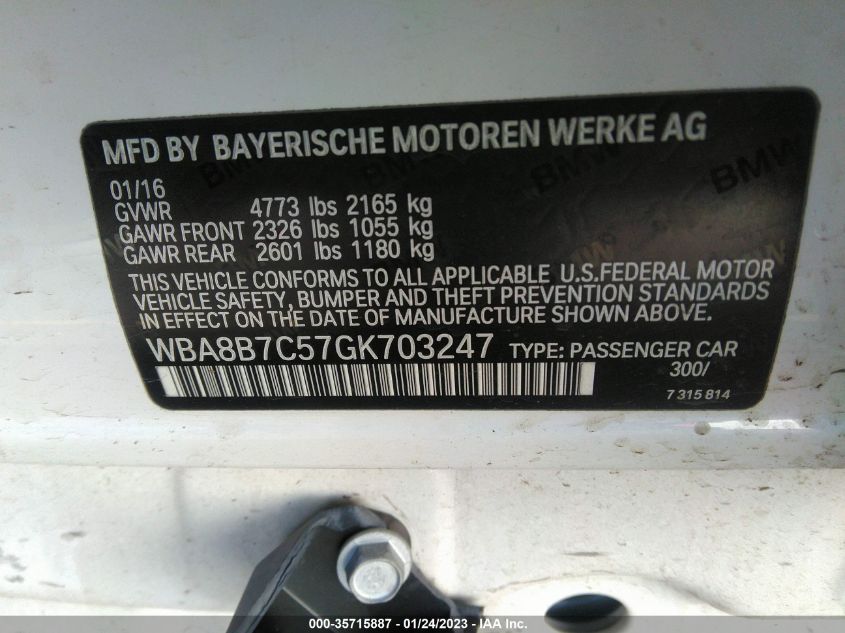 MFD BY BAYERISCHE MOTOREN WERKE AG
01/16
GVWR 4773 lbs 2165 kg
GAWR FRONT 2326 lbs 1055 kg
GAWR REAR 2601 lbs 1180 kg
THIS VEHICLE CONFORMS TO ALL APPLICABLE U.S.FEDERAL MOTOR
VEHICLE SAFETY, BUMPER AND THEFT PREVENTION STANDARDS
IN EFFECT ON THE DATE OF MANUFACTURE SHOWN ABOVE.
WBA8B7C57GK703247 TYPE: PASSENGER CAR
300/
7 315 814
000-35715887 - 01/24/2023 - IAA Inc.